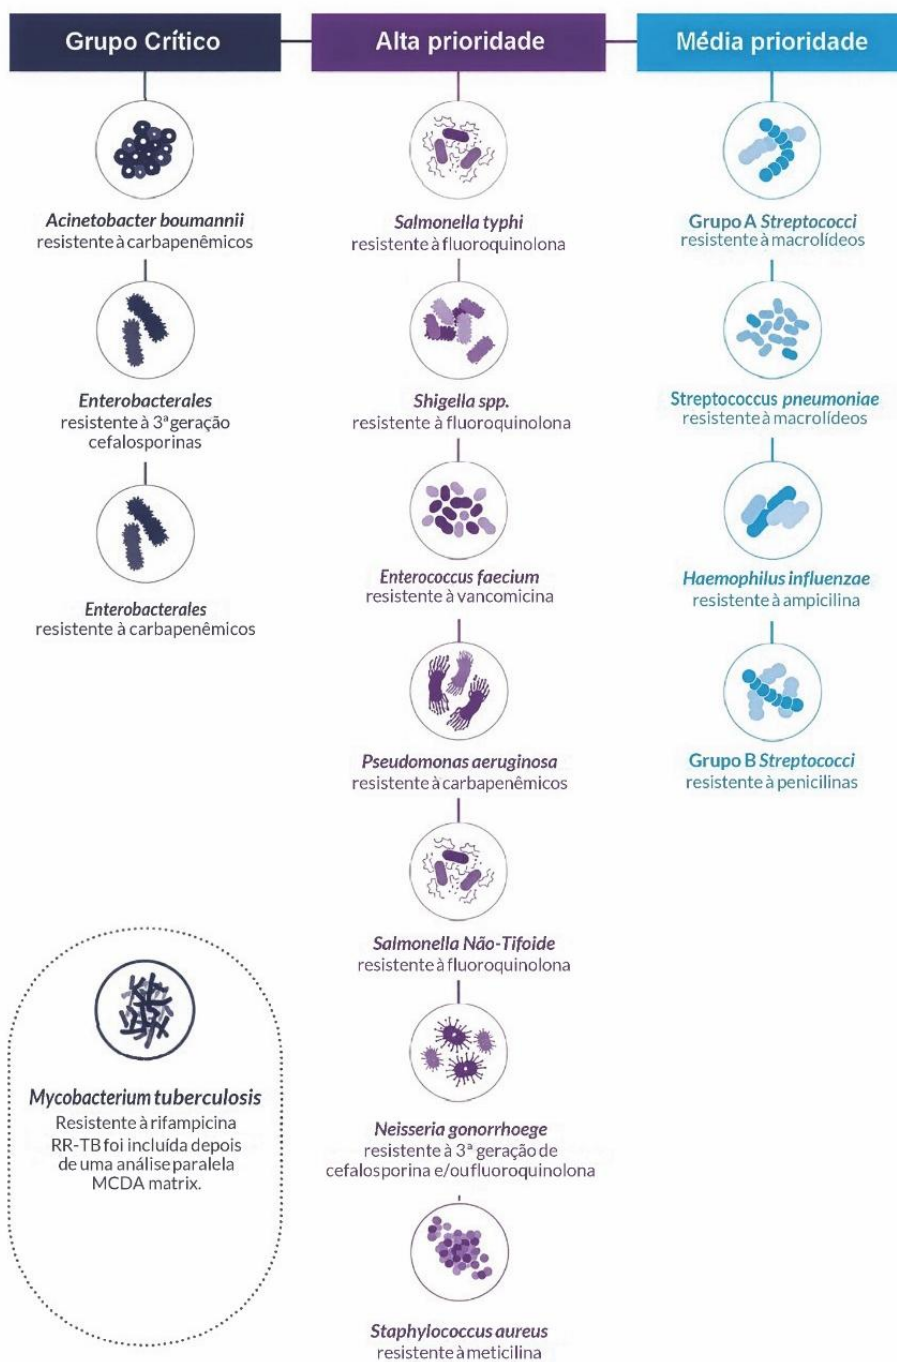 Grupo Crítico
Acinetobacter boumannii
resistente à carbapenêmicos
Enterobacterales
resistente à 3ª geração
cefalosporinas
Enterobacterales
resistente à carbapenêmicos
Mycobacterium tuberculosis
Resistente à rifampicina
RR-TB foi incluída depois
de uma análise paralela
MCDA matrix.
Alta prioridade
Salmonella typhi
resistente à fluoroquinolona
Shigella spp.
resistente à fluoroquinolona
Enterococcus faecium
resistente à vancomicina
Pseudomonas aeruginosa
resistente à carbapenêmicos
Salmonella Não-Tifoide
resistente à fluoroquinolona
Neisseria gonorrhoege
resistente à 3ª geração de
cefalosporina e/ou fluoroquinolona
Staphylococcus aureus
resistente à meticilina
Média prioridade
Grupo A Streptococci
resistente à macrolídeos
Streptococcus pneumoniae
resistente à macrolídeos
Haemophilus influenzae
resistente à ampicilina
Grupo B Streptococci
resistente à penicilinas